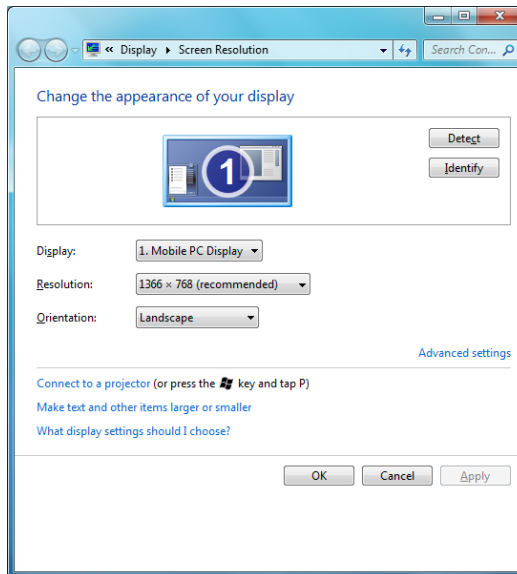 « Display ▸ Screen Resolution
Search Con...
Change the appearance of your display
1
Detect
Identify
Display: 1. Mobile PC Display
Resolution: 1366 × 768 (recommended)
Orientation: Landscape
Advanced settings
Connect to a projector (or press the key and tap P)
Make text and other items larger or smaller
What display settings should I choose?
OK Cancel Apply